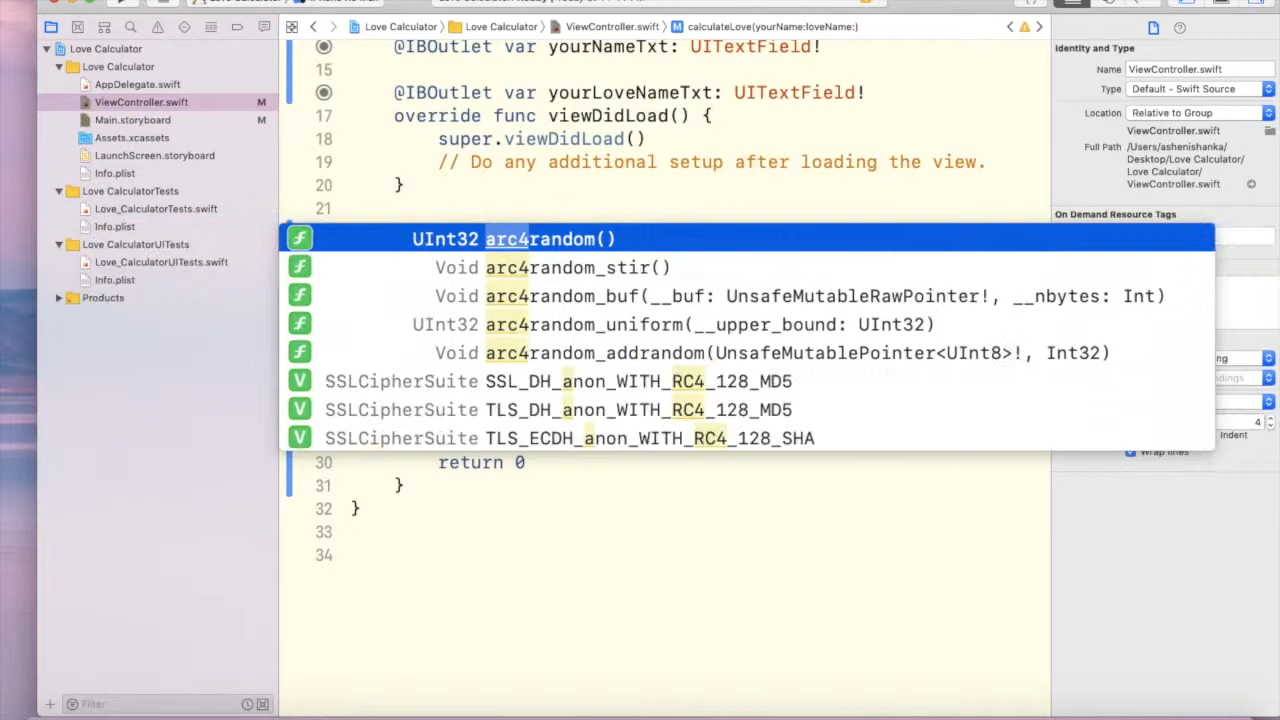 Love Calculator
Love Calculator
AppDelegate.swift
ViewController.swift M
Main.storyboard M
Assets.xcassets
LaunchScreen.storyboard
Info.plist
Love CalculatorTests
Love_CalculatorTests.swift
Info.plist
Love CalculatorUITests
Love_CalculatorUITests.swift
Info.plist
Products
Filter
Love Calculator Love Calculator ViewController.swift M calculateLove(yourName:loveName:)
@IBOutlet var yourNameTxt: UITextField!
15
@IBOutlet var yourLoveNameTxt: UITextField!
17 override func viewDidLoad() {
18 super.viewDidLoad()
19 // Do any additional setup after loading the view.
20 }
21
f UInt32 arc4random()
f Void arc4random_stir()
f Void arc4random_buf(__buf: UnsafeMutableRawPointer!, __nbytes: Int)
f UInt32 arc4random_uniform(__upper_bound: UInt32)
f Void arc4random_addrandom(UnsafeMutablePointer<UInt8>!, Int32)
V SSLCipherSuite SSL_DH_anon_WITH_RC4_128_MD5
V SSLCipherSuite TLS_DH_anon_WITH_RC4_128_MD5
V SSLCipherSuite TLS_ECDH_anon_WITH_RC4_128_SHA
30 return 0
31 }
32 }
33
34
Identity and Type
Name ViewController.swift
Type Default - Swift Source
Location Relative to Group
ViewController.swift
Full Path /Users/ashenishanka/
Desktop/Love Calculator/
Love Calculator/
ViewController.swift
On Demand Resource Tags
4
Indent
Wrap lines